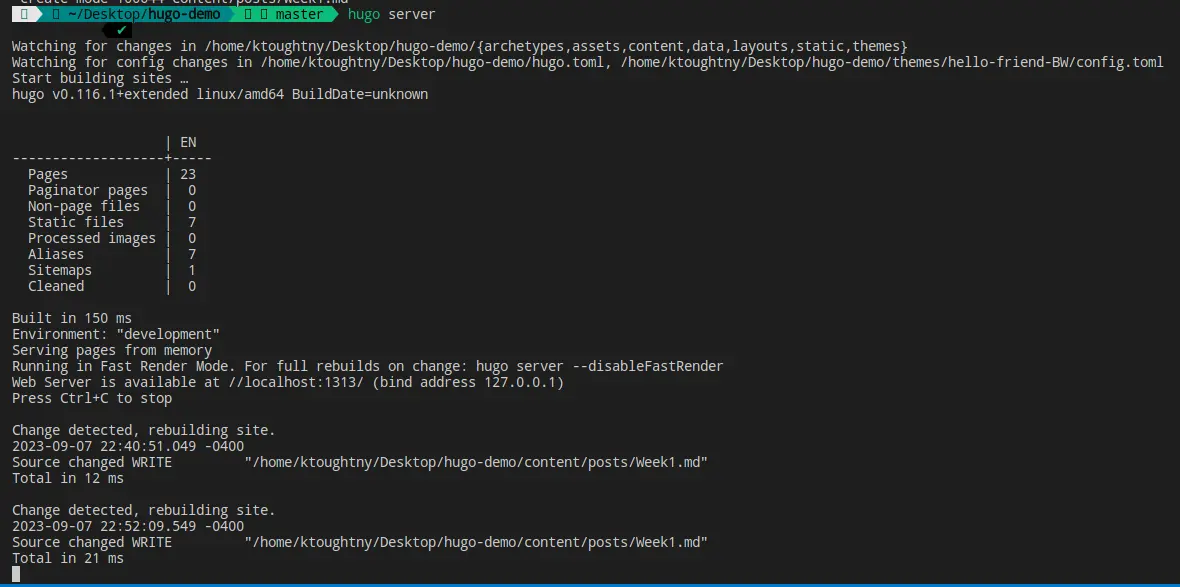 create mode 100644 content/posts/Week1.md
~/Desktop/hugo-demo master hugo server
✔
Watching for changes in /home/ktoughtny/Desktop/hugo-demo/{archetypes,assets,content,data,layouts,static,themes}
Watching for config changes in /home/ktoughtny/Desktop/hugo-demo/hugo.toml, /home/ktoughtny/Desktop/hugo-demo/themes/hello-friend-BW/config.toml
Start building sites …
hugo v0.116.1+extended linux/amd64 BuildDate=unknown
| EN
-------------------+-----
Pages | 23
Paginator pages | 0
Non-page files | 0
Static files | 7
Processed images | 0
Aliases | 7
Sitemaps | 1
Cleaned | 0
Built in 150 ms
Environment: "development"
Serving pages from memory
Running in Fast Render Mode. For full rebuilds on change: hugo server --disableFastRender
Web Server is available at //localhost:1313/ (bind address 127.0.0.1)
Press Ctrl+C to stop
Change detected, rebuilding site.
2023-09-07 22:40:51.049 -0400
Source changed WRITE "/home/ktoughtny/Desktop/hugo-demo/content/posts/Week1.md"
Total in 12 ms
Change detected, rebuilding site.
2023-09-07 22:52:09.549 -0400
Source changed WRITE "/home/ktoughtny/Desktop/hugo-demo/content/posts/Week1.md"
Total in 21 ms